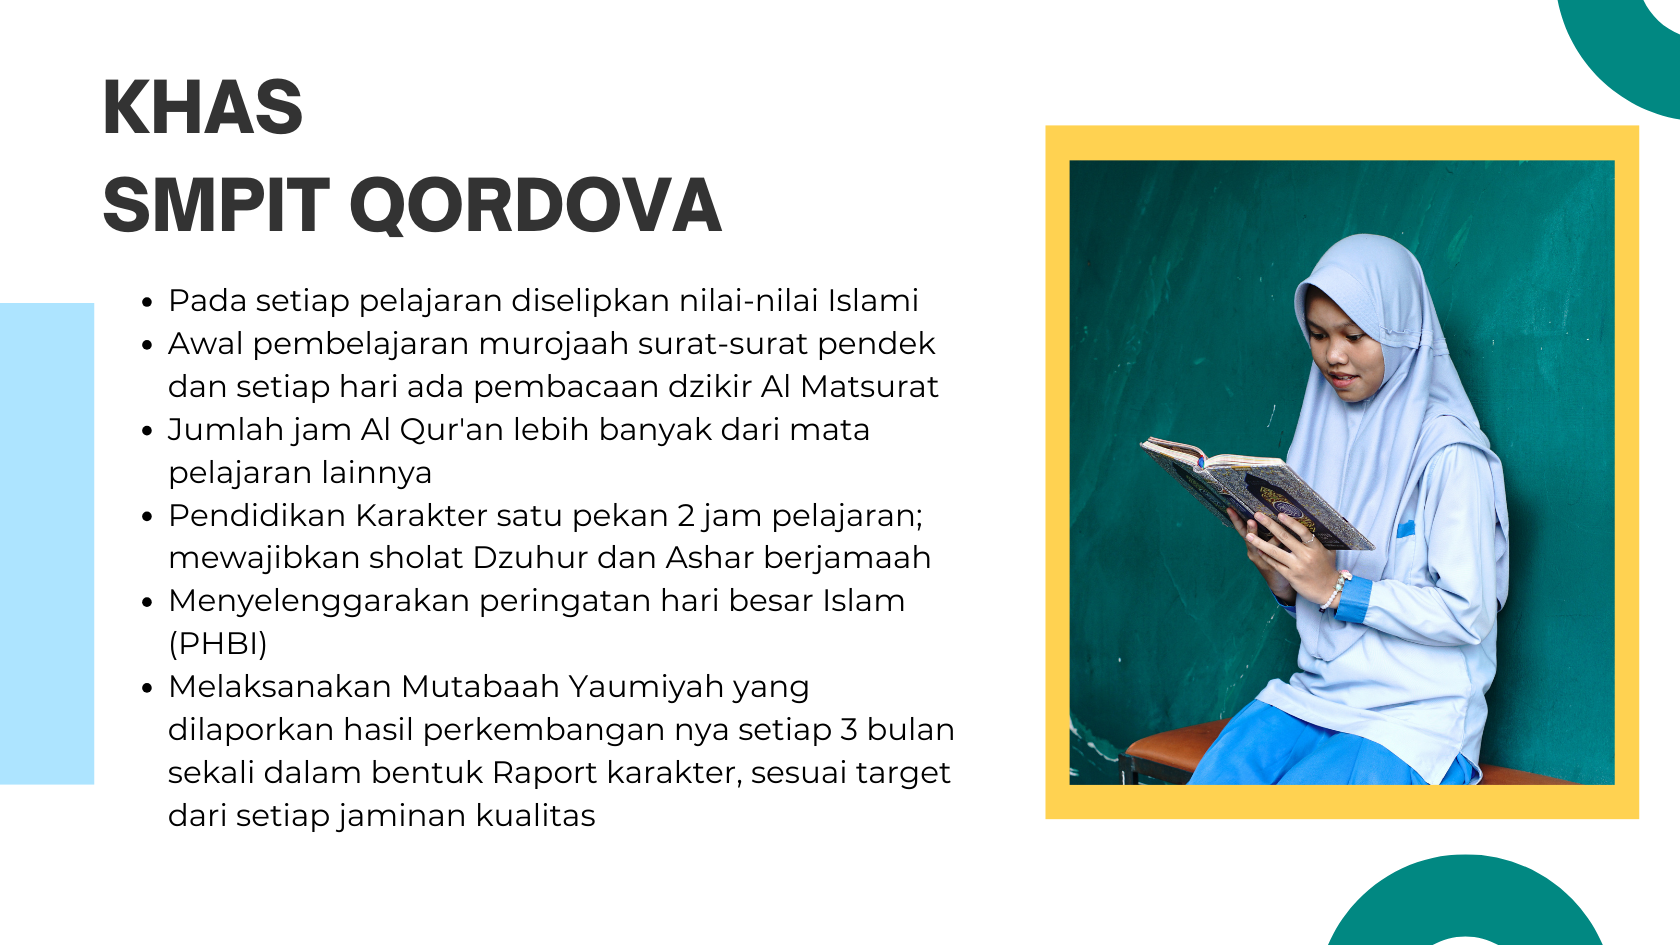 KHAS
SMPIT QORDOVA
• Pada setiap pelajaran diselipkan nilai-nilai Islami
• Awal pembelajaran murojaah surat-surat pendek
dan setiap hari ada pembacaan dzikir Al Matsurat
• Jumlah jam Al Qur'an lebih banyak dari mata
pelajaran lainnya
• Pendidikan Karakter satu pekan 2 jam pelajaran;
mewajibkan sholat Dzuhur dan Ashar berjamaah
• Menyelenggarakan peringatan hari besar Islam
(PHBI)
• Melaksanakan Mutabaah Yaumiyah yang
dilaporkan hasil perkembangan nya setiap 3 bulan
sekali dalam bentuk Raport karakter, sesuai target
dari setiap jaminan kualitas